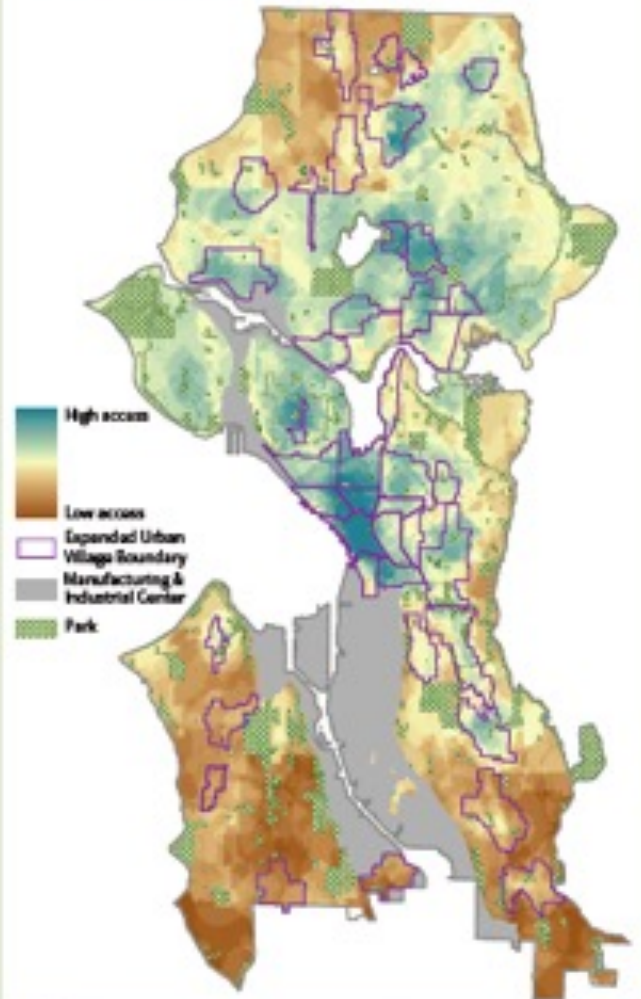 High access
Low access
Expanded Urban
Village Boundary
Manufacturing &
Industrial Center
Park